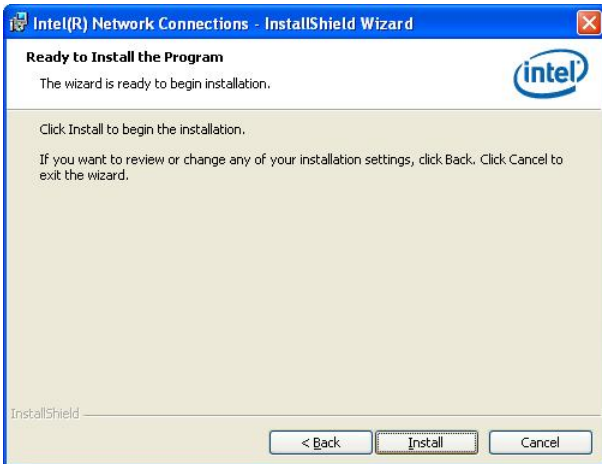 Intel(R) Network Connections - InstallShield Wizard
Ready to Install the Program
The wizard is ready to begin installation.
intel
Click Install to begin the installation.
If you want to review or change any of your installation settings, click Back. Click Cancel to
exit the wizard.
InstallShield
< Back
Install
Cancel